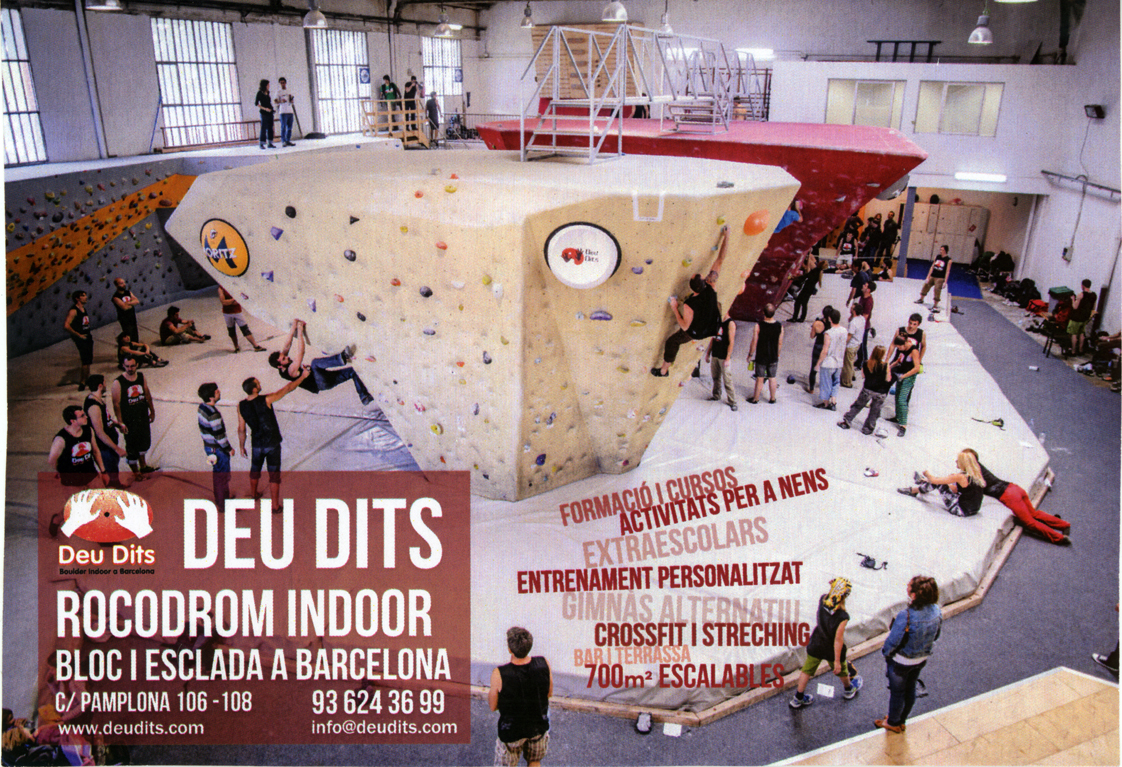 ORITZ
Deu Dits
Deu Dits
Boulder Indoor a Barcelona
DEU DITS
ROCODROM INDOOR
BLOC I ESCLADA A BARCELONA
C/ PAMPLONA 106 -108
93 624 36 99
www.deudits.com
info@deudits.com
FORMACIÓ I CURSOS
ACTIVITATS PER A NENS
EXTRAESCOLARS
ENTRENAMENT PERSONALITZAT
GIMNÀS ALTERNATIU
CROSSFIT I STRECHING
BAR I TERRASSA
700m² ESCALABLES